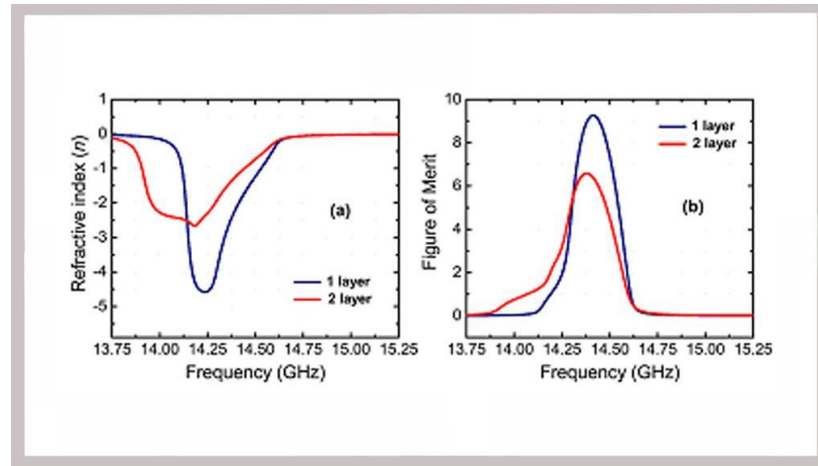 1
0
-1
-2
-3
-4
-5
Refractive index (n)
(a)
1 layer
2 layer
13.75 14.00 14.25 14.50 14.75 15.00 15.25
Frequency (GHz)
10
8
6
4
2
0
Figure of Merit
1 layer
2 layer
(b)
13.75 14.00 14.25 14.50 14.75 15.00 15.25
Frequency (GHz)